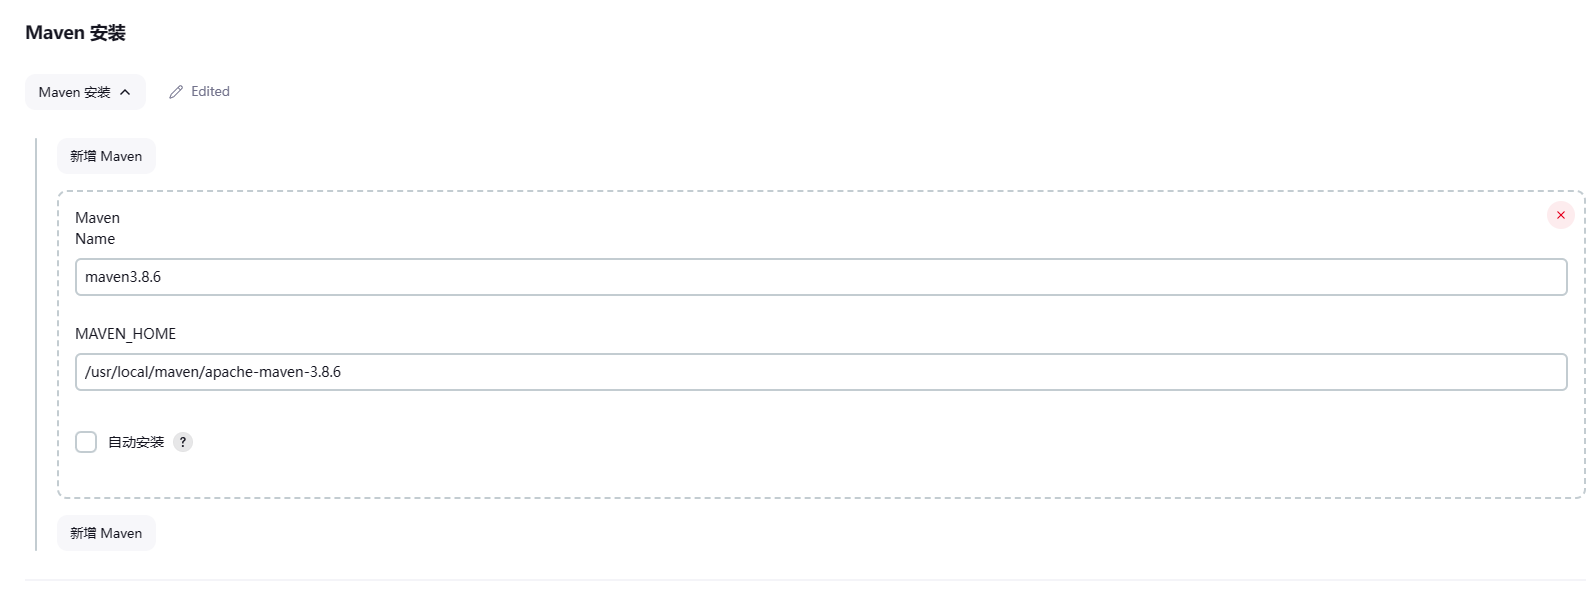 Maven 安装
Maven 安装
Edited
新增 Maven
Maven
Name
maven3.8.6
MAVEN_HOME
/usr/local/maven/apache-maven-3.8.6
自动安装 ?
新增 Maven